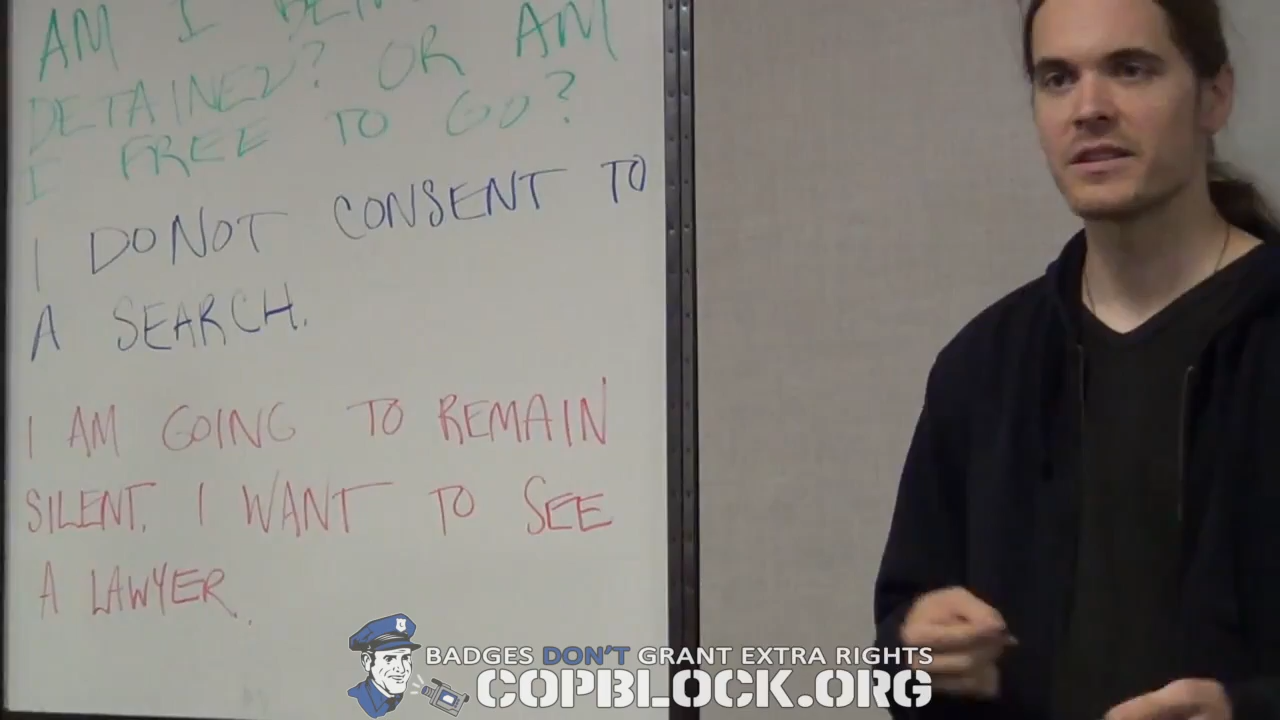 AM I BEING
DETAINED? OR AM
I FREE TO GO?
I DO NOT CONSENT TO
A SEARCH.
I AM GOING TO REMAIN
SILENT. I WANT TO SEE
A LAWYER.
BADGES DON'T GRANT EXTRA RIGHTS
COPBLOCK.ORG